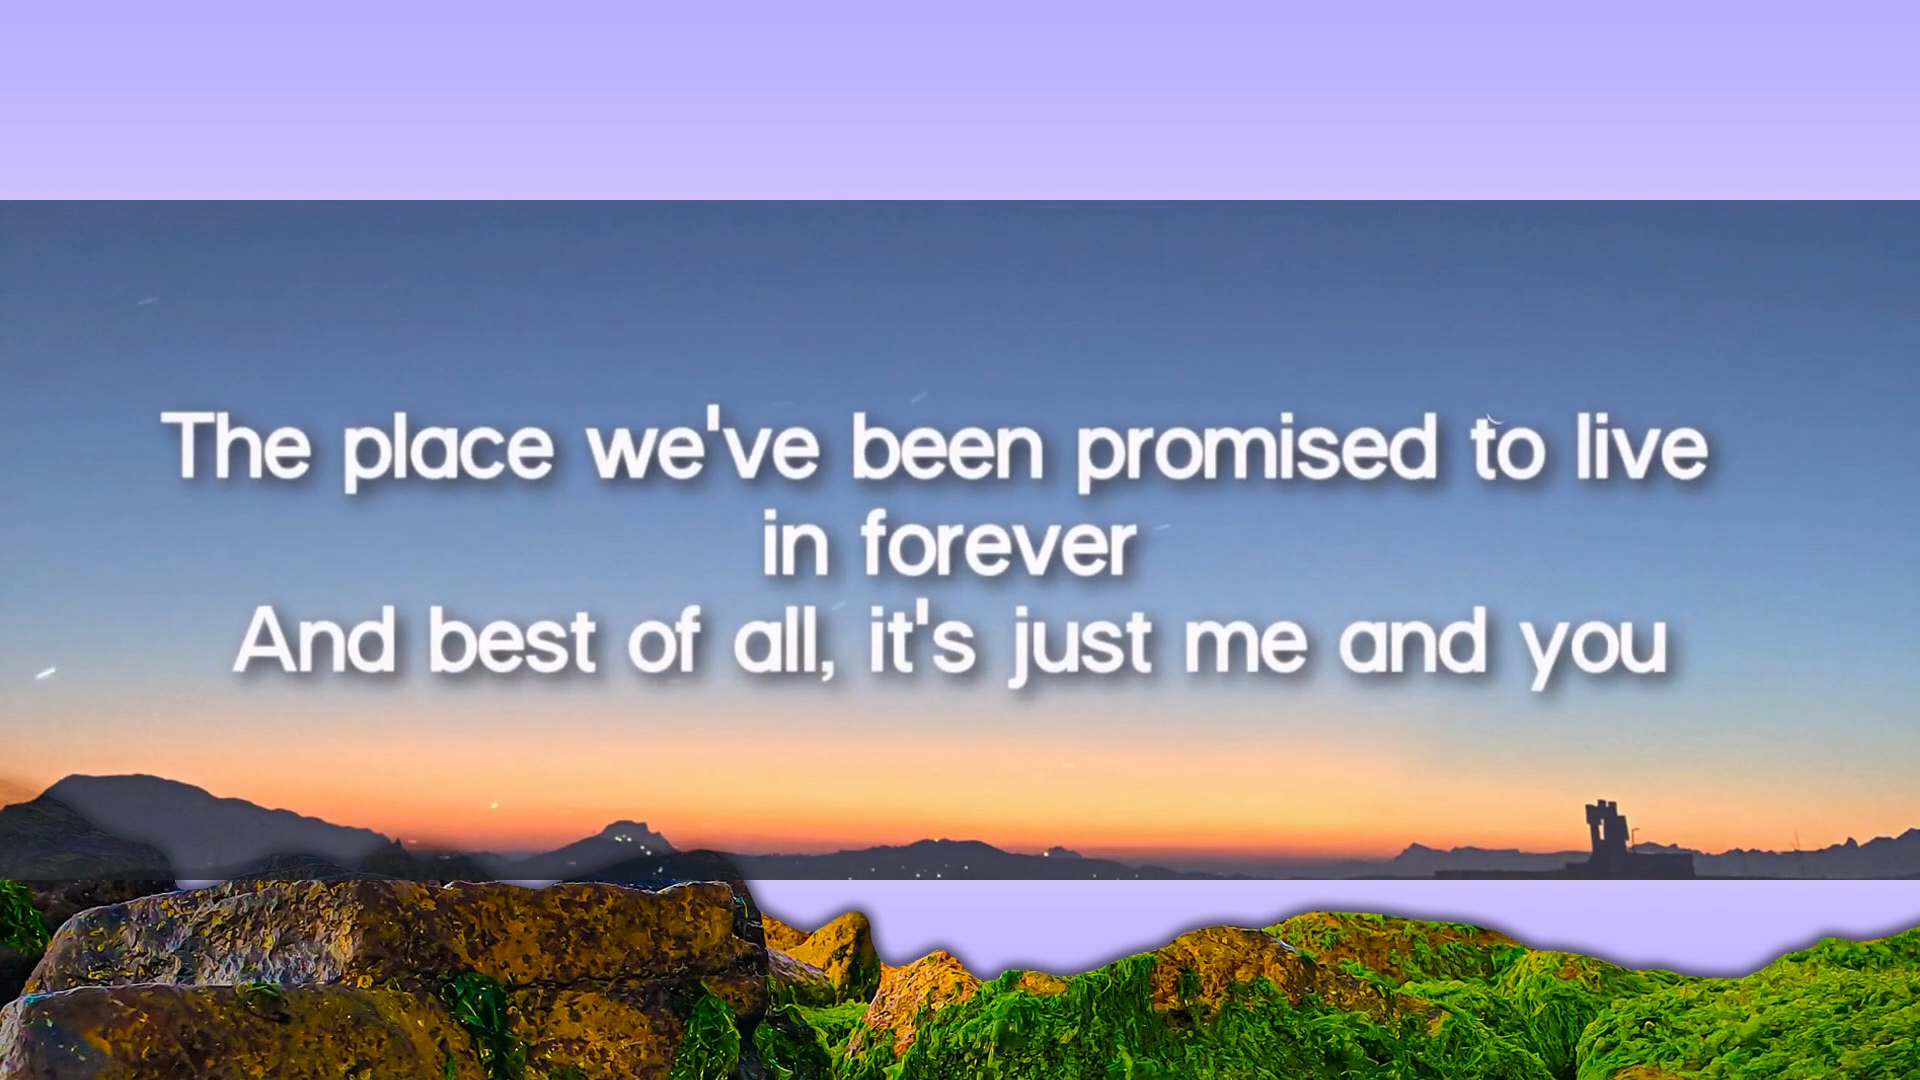 The place we've been promised to live
in forever
And best of all, it's just me and you